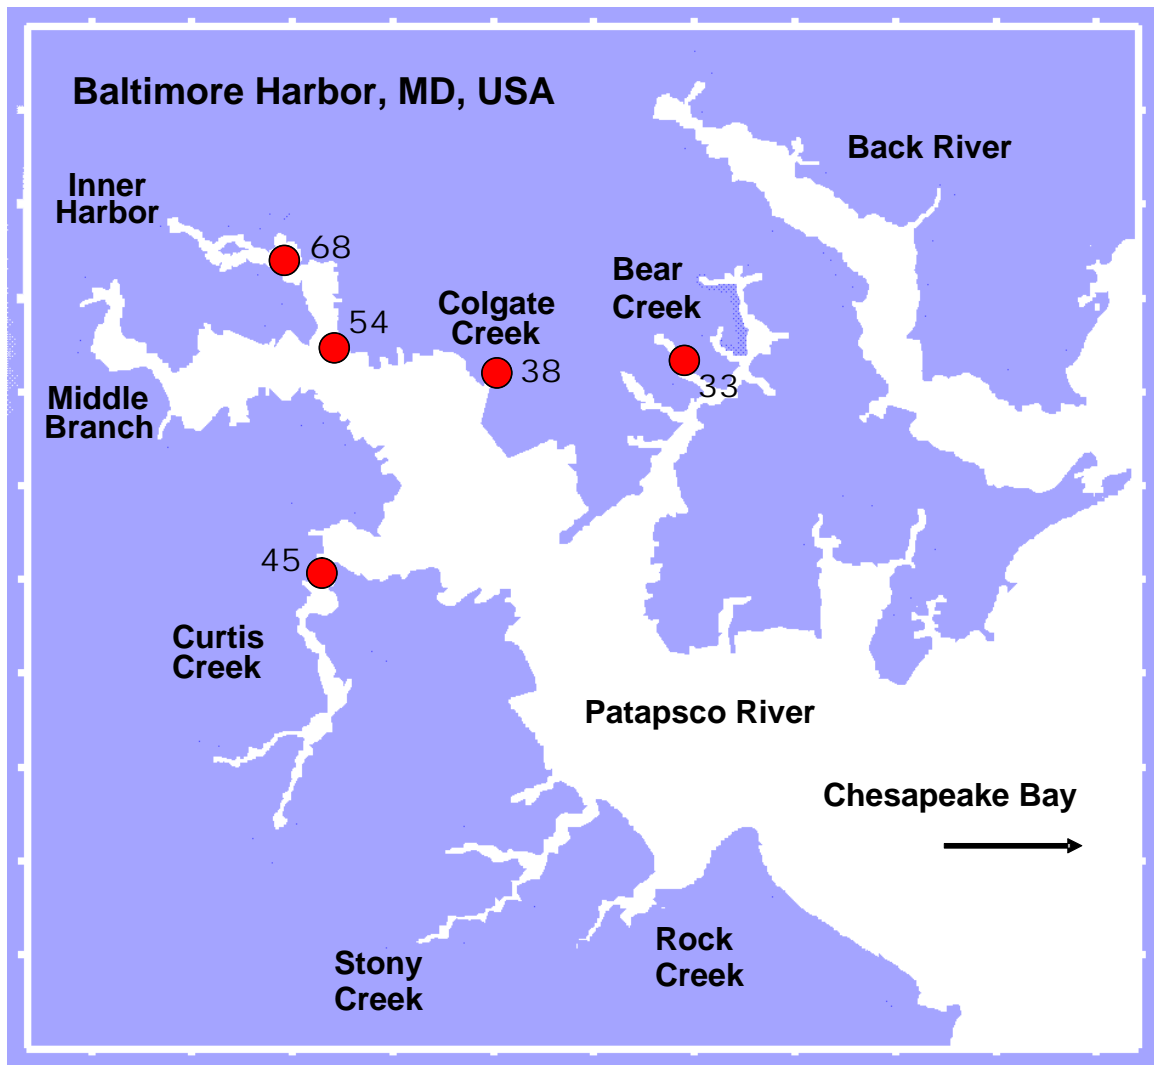 Baltimore Harbor, MD, USA
Back River
Inner
Harbor
68
Bear
Creek
Colgate
Creek
54
38
33
Middle
Branch
45
Curtis
Creek
Patapsco River
Chesapeake Bay
Rock
Creek
Stony
Creek